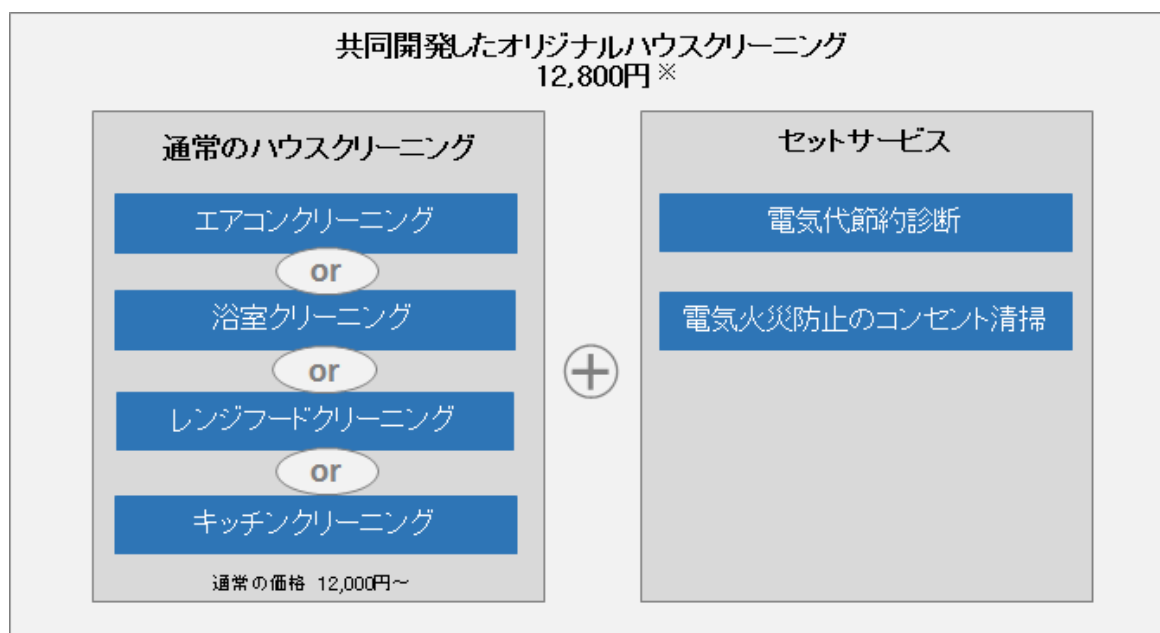 共同開発したオリジナルハウスクリーニング
12,800円※
通常のハウスクリーニング
エアコンクリーニング
or
浴室クリーニング
or
レンジフードクリーニング
or
キッチンクリーニング
通常の価格 12,000円～
+
セットサービス
電気代節約診断
電気火災防止のコンセント清掃